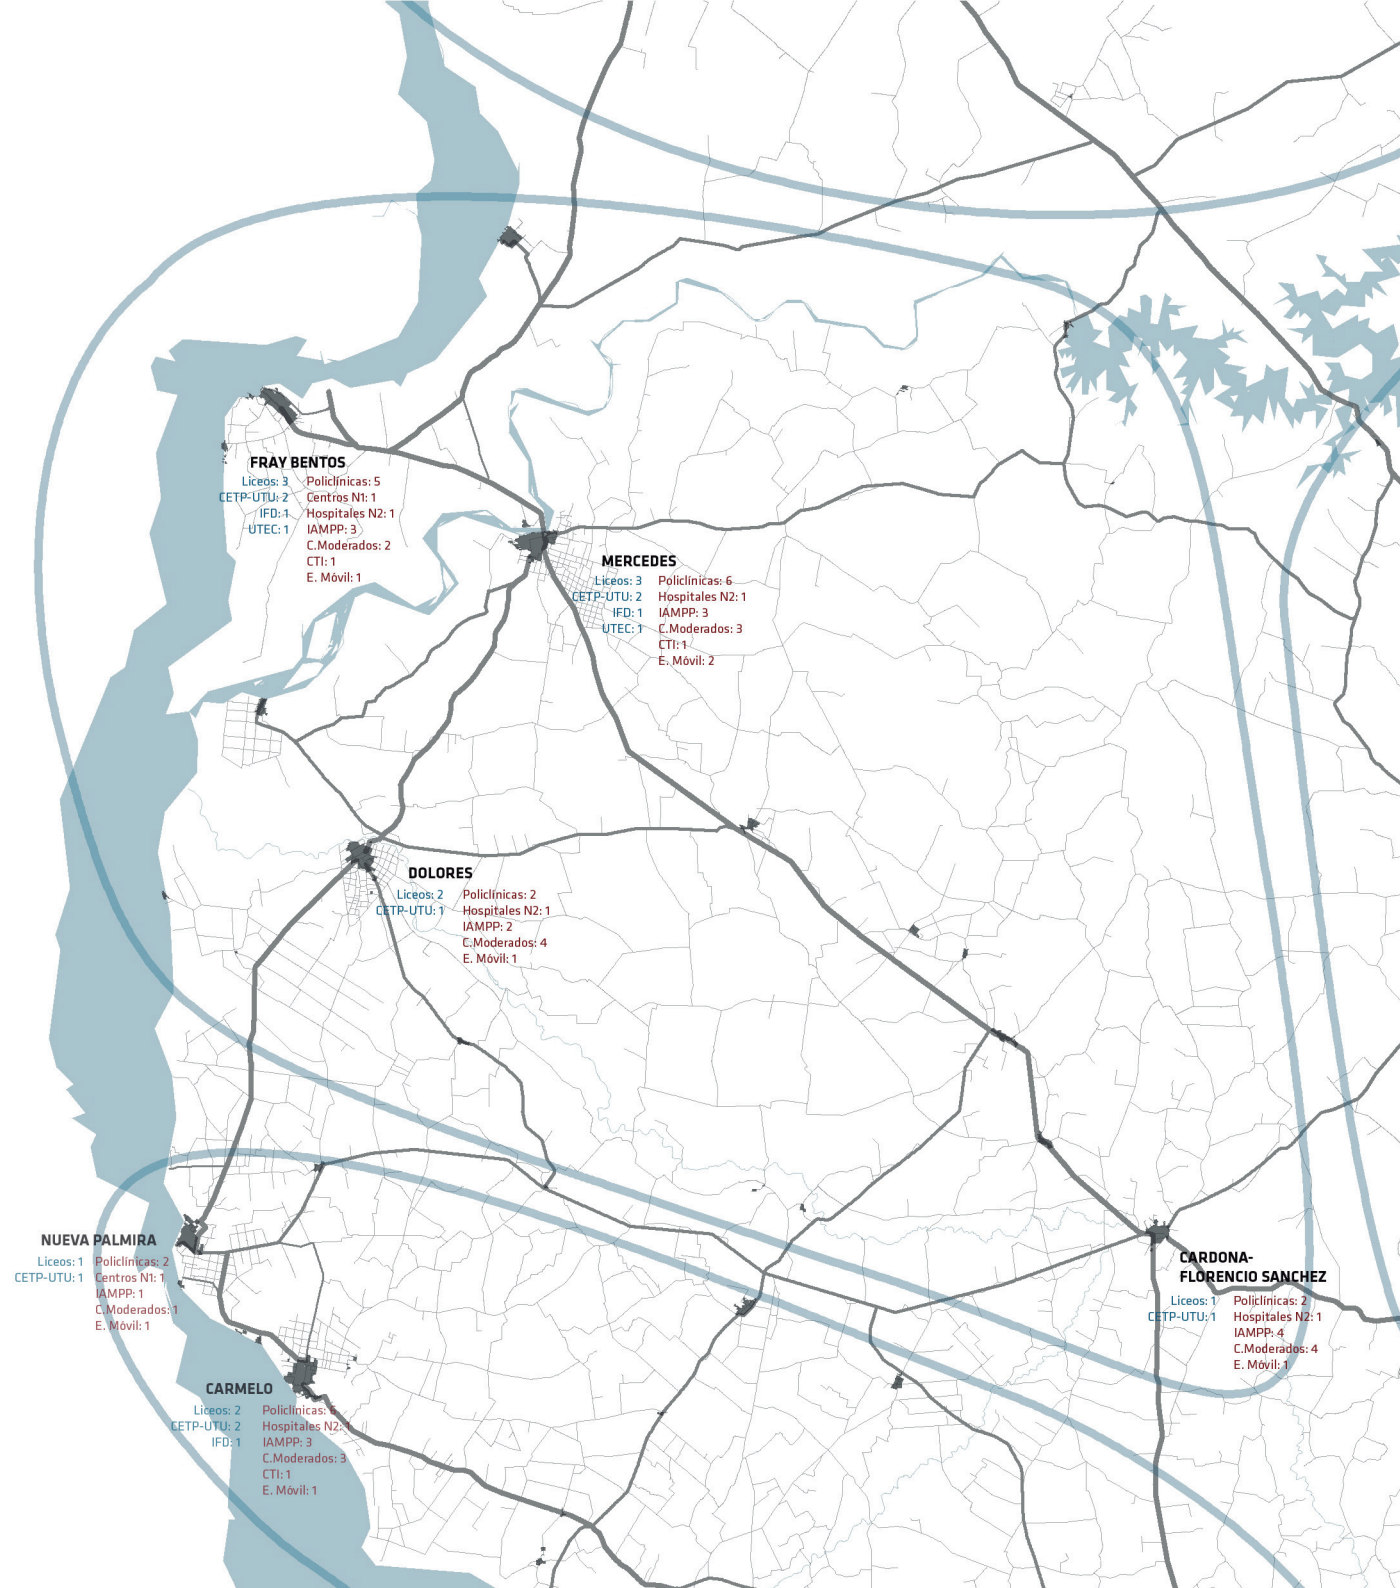 FRAY BENTOS
Liceos: 3
CETP-UTU: 2
IFD: 1
UTEC: 1
Policlínicas: 5
Centros N1: 1
Hospitales N2: 1
IAMPP: 3
C.Moderados: 2
CTI: 1
E. Móvil: 1
MERCEDES
Liceos: 3
CETP-UTU: 2
IFD: 1
UTEC: 1
Policlínicas: 6
Hospitales N2: 1
IAMPP: 3
C.Moderados: 3
CTI: 1
E. Móvil: 2
DOLORES
Liceos: 2
CETP-UTU: 1
Policlínicas: 2
Hospitales N2: 1
IAMPP: 2
C.Moderados: 4
E. Móvil: 1
NUEVA PALMIRA
Liceos: 1
CETP-UTU: 1
Policlínicas: 2
Centros N1: 1
IAMPP: 1
C.Moderados: 1
E. Móvil: 1
CARDONA-
FLORENCIO SANCHEZ
Liceos: 1
CETP-UTU: 1
Policlínicas: 2
Hospitales N2: 1
IAMPP: 4
C.Moderados: 4
E. Móvil: 1
CARMELO
Liceos: 2
CETP-UTU: 2
IFD: 1
Policlínicas: 6
Hospitales N2: 1
IAMPP: 3
C.Moderados: 3
CTI: 1
E. Móvil: 1